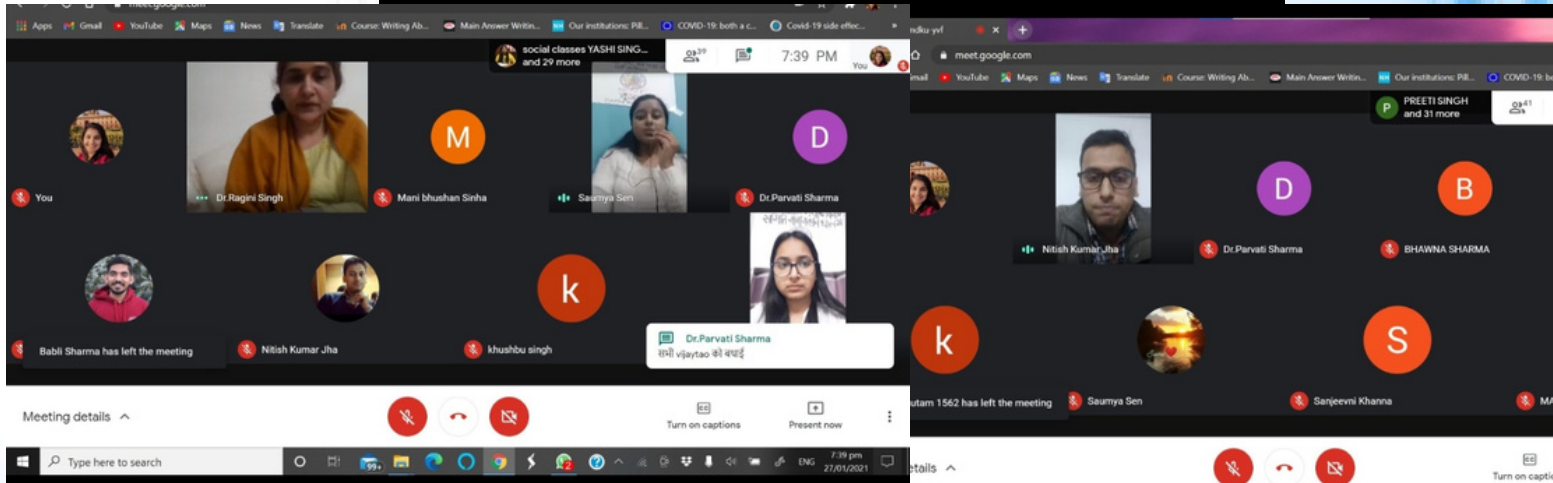 Apps Gmail YouTube Maps News Translate Course: Writing Ab... Main Answer Writin... Our institutions: Pill... COVID-19: both a c... Covid-19 side effec... »
social classes YASHI SING...
and 29 more
39
7:39 PM
You
M
D
You
Dr.Ragini Singh
Mani bhushan Sinha
Saumya Sen
Dr.Parvati Sharma
k
Babli Sharma has left the meeting
Nitish Kumar Jha
khushbu singh
Dr.Parvati Sharma
सभी vijaytao को बधाई
Meeting details
Turn on captions
Present now
Type here to search
99+
2
ENG
7:39 pm
27/01/2021
ndku yvf
meet.google.com
YouTube Maps News Translate Course: Writing Ab... Main Answer Writin... Our institutions: Pill...
PREETI SINGH
and 31 more
P
41
D
B
Nitish Kumar Jha
Dr.Parvati Sharma
BHAWNA SHARMA
k
S
utam 1562 has left the meeting
Saumya Sen
Sanjeevni Khanna
MA
etails
Turn on captio